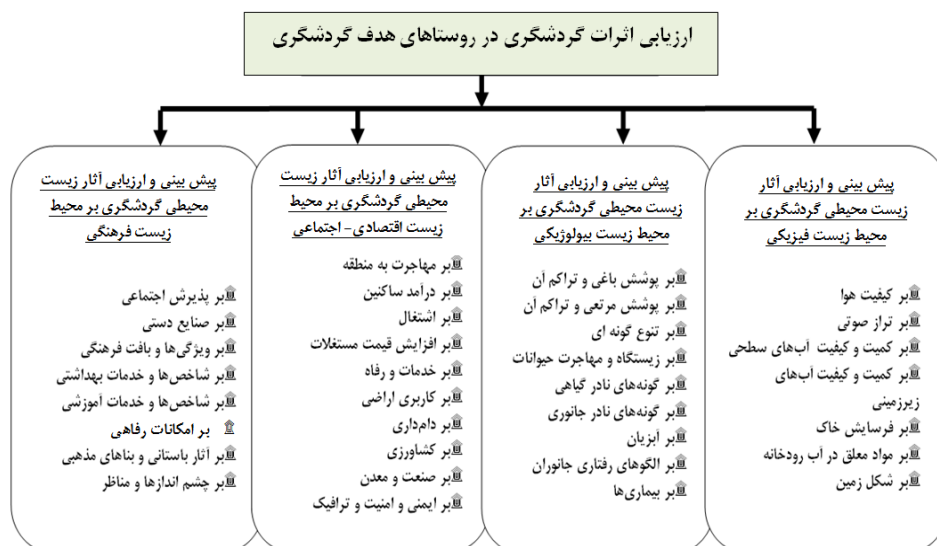 ارزیابی اثرات گردشگری در روستاهای هدف گردشگری
پیش بینی و ارزیابی آثار
زیست محیطی گردشگری بر
محیط زیست فیزیکی
بر کیفیت هوا
بر تراز صوتی
بر کمیت و کیفیت آب‌های سطحی
بر کمیت و کیفیت آب‌های
زیرزمینی
بر فرسایش خاک
بر مواد معلق در آب رودخانه
بر شکل زمین
پیش بینی و ارزیابی آثار
زیست محیطی گردشگری بر
محیط زیست بیولوژیکی
بر پوشش باغی و تراکم آن
بر پوشش مرتعی و تراکم آن
بر تنوع گونه ای
بر زیستگاه و مهاجرت حیوانات
بر گونه‌های نادر گیاهی
بر گونه‌های نادر جانوری
بر آبزیان
بر الگوهای رفتاری جانوران
بر بیماری‌ها
پیش بینی و ارزیابی آثار زیست
محیطی گردشگری بر محیط
زیست اقتصادی- اجتماعی
بر مهاجرت به منطقه
بر درآمد ساکنین
بر اشتغال
بر افزایش قیمت مستغلات
بر خدمات و رفاه
بر کاربری اراضی
بر دامداری
بر کشاورزی
بر صنعت و معدن
بر ایمنی و امنیت و ترافیک
پیش بینی و ارزیابی آثار زیست
محیطی گردشگری بر محیط
زیست فرهنگی
بر پذیرش اجتماعی
بر صنایع دستی
بر ویژگی‌ها و بافت فرهنگی
بر شاخص‌ها و خدمات بهداشتی
بر شاخص‌ها و خدمات آموزشی
بر امکانات رفاهی
بر آثار باستانی و بناهای مذهبی
بر چشم اندازها و مناظر